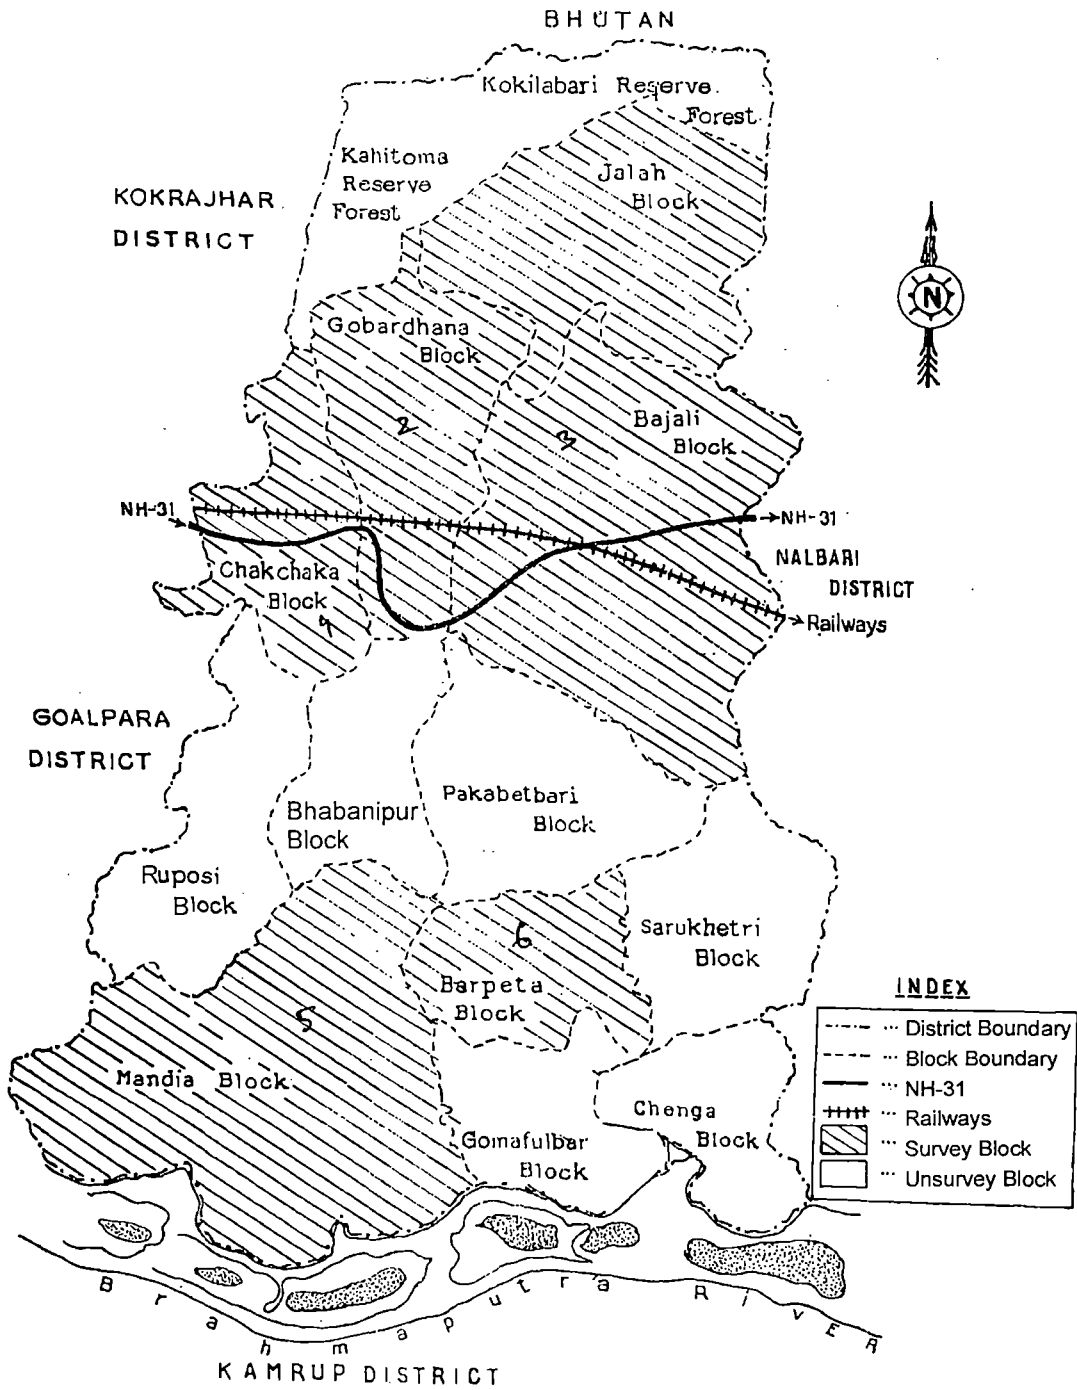 BHUTAN
Kokilabari Reserve
Forest
Kahitoma
Reserve
Forest
Jalah
Block
KOKRAJHAR
DISTRICT
N
Gobardhana
Block
2
3
Bajali
Block
NH-31
NH-31
Chakchaka
Block
NALBARI
DISTRICT
Railways
GOALPARA
DISTRICT
Pakabetbari
Block
Bhabanipur
Block
Ruposi
Block
6
Sarukhetri
Block
Barpeta
Block
5
Mandia Block
Chenga
Block
Gomafulbar
Block
INDEX
District Boundary
Block Boundary
NH-31
Railways
Survey Block
Unsurvey Block
Brahmaputra RivER
KAMRUP DISTRICT